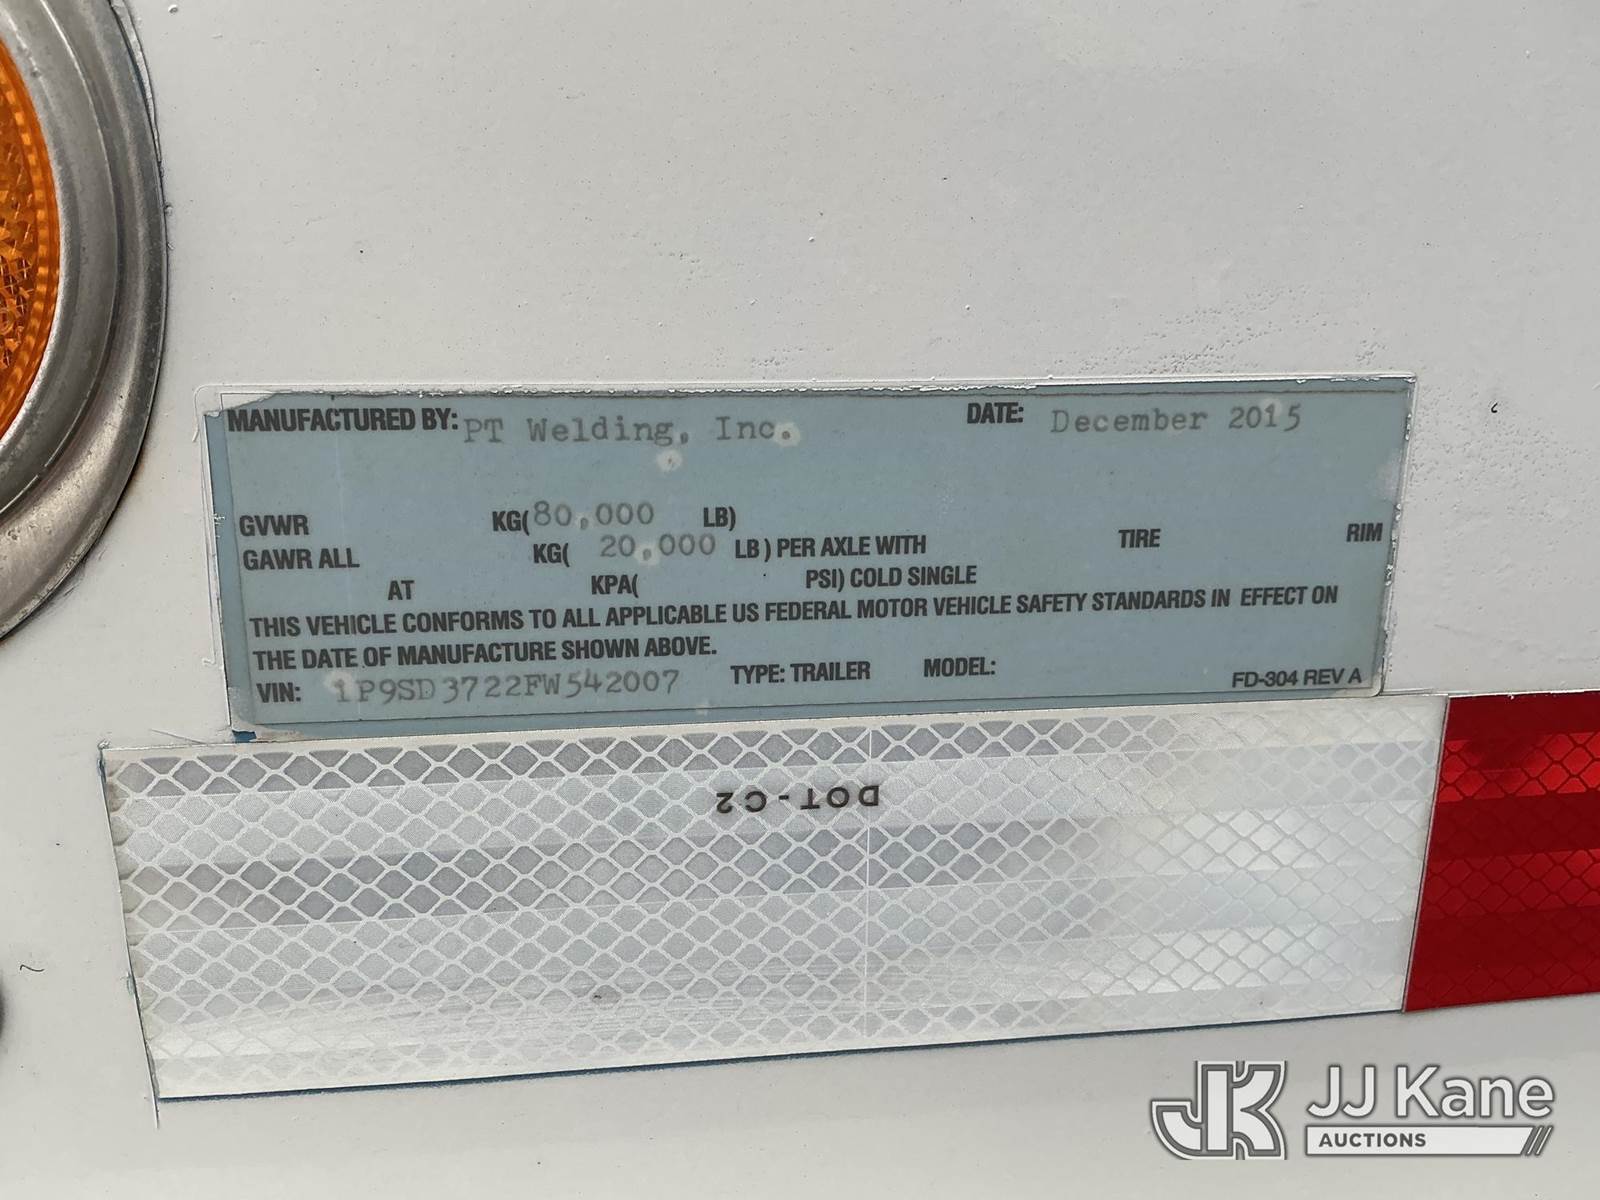 MANUFACTURED BY: PT Welding, Inc. DATE: December 2015
GVWR KG( 80,000 LB)
GAWR ALL KG( 20,000 LB ) PER AXLE WITH TIRE RIM
AT KPA( PSI) COLD SINGLE
THIS VEHICLE CONFORMS TO ALL APPLICABLE US FEDERAL MOTOR VEHICLE SAFETY STANDARDS IN EFFECT ON
THE DATE OF MANUFACTURE SHOWN ABOVE.
VIN: 1P9SD3722FW542007 TYPE: TRAILER MODEL: FD-304 REV A
DOT-C2
JK JJ Kane
AUCTIONS